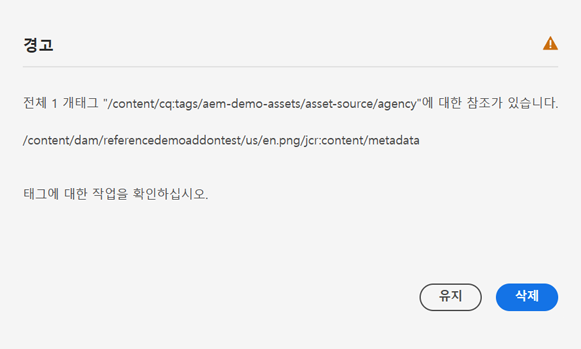 경고
전체 1 개태그 "/content/cq:tags/aem-demo-assets/asset-source/agency"에 대한 참조가 있습니다.
/content/dam/referencedemoaddontest/us/en.png/jcr:content/metadata
태그에 대한 작업을 확인하십시오.
유지 삭제